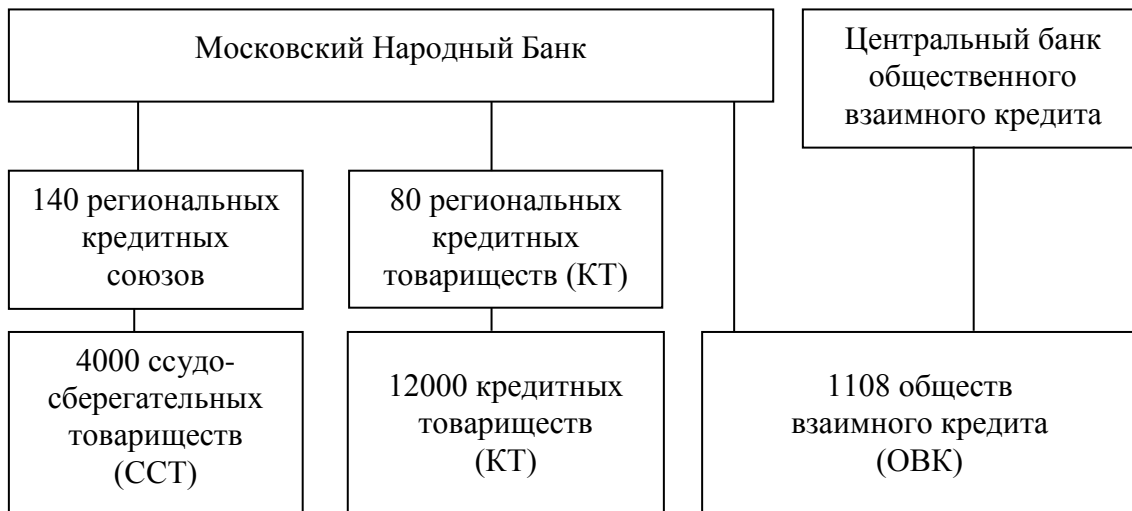 Московский Народный Банк
Центральный банк
общественного
взаимного кредита
140 региональных
кредитных
союзов
80 региональных
кредитных
товариществ (КТ)
4000 ссудо-
сберегательных
товариществ
(ССТ)
12000 кредитных
товариществ
(КТ)
1108 обществ
взаимного кредита
(ОВК)